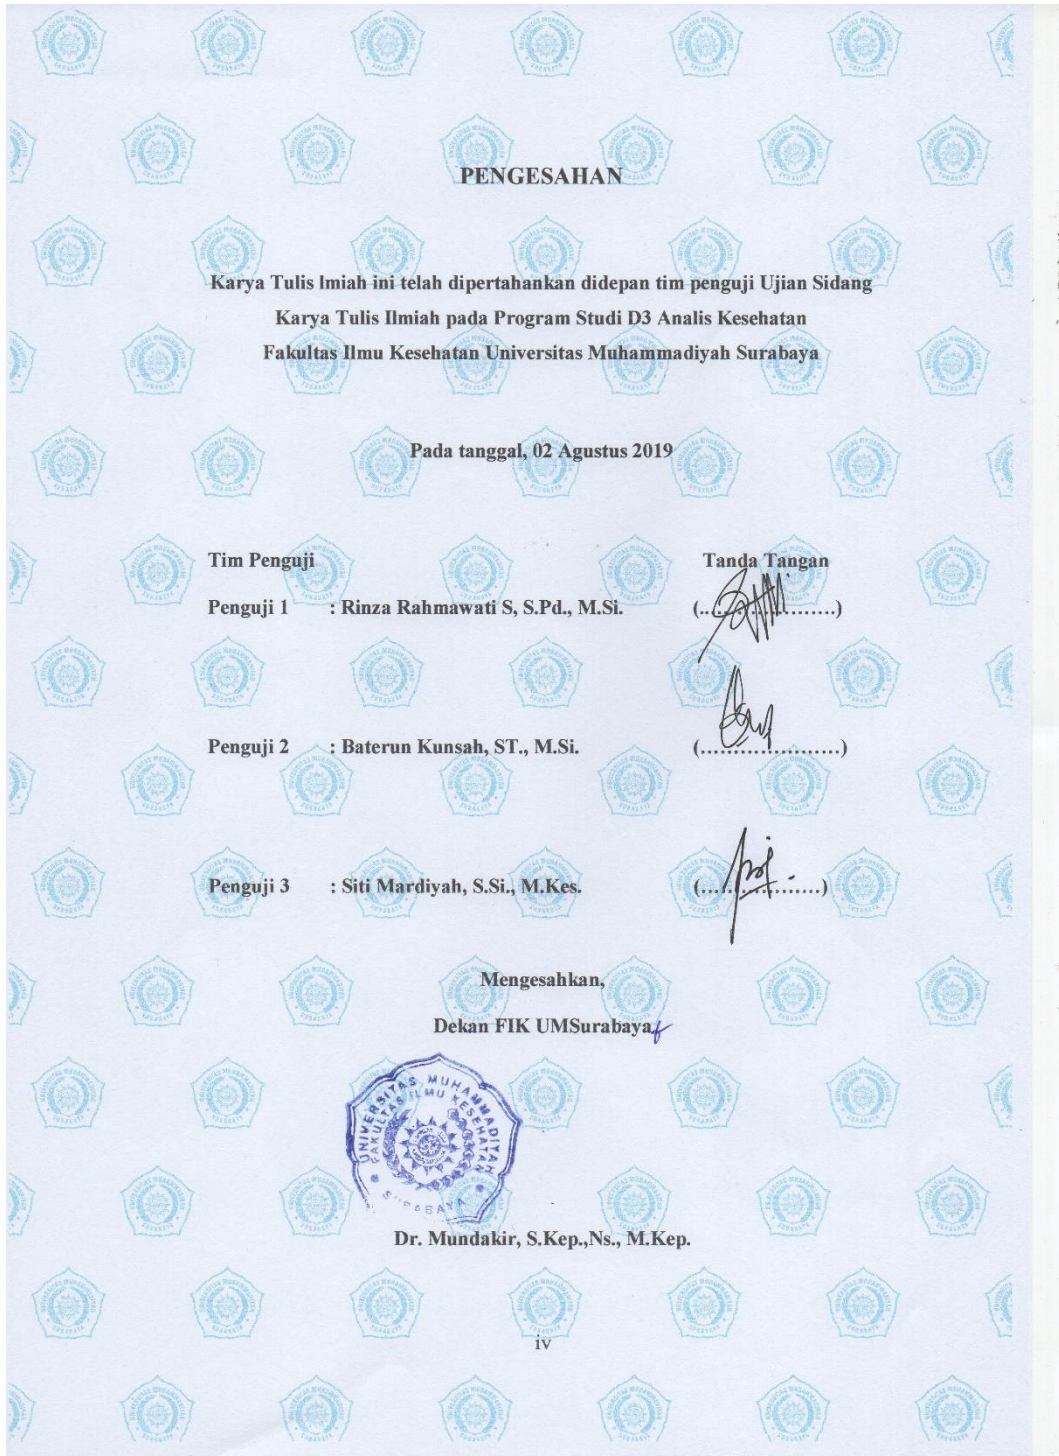 PENGESAHAN
Karya Tulis lmiah ini telah dipertahankan didepan tim penguji Ujian Sidang
Karya Tulis Ilmiah pada Program Studi D3 Analis Kesehatan
Fakultas Ilmu Kesehatan Universitas Muhammadiyah Surabaya
Pada tanggal, 02 Agustus 2019
Tim Penguji Tanda Tangan
Penguji 1 : Rinza Rahmawati S, S.Pd., M.Si. (.....................)
Penguji 2 : Baterun Kunsah, ST., M.Si. (.....................)
Penguji 3 : Siti Mardiyah, S.Si., M.Kes. (..................)
Mengesahkan,
Dekan FIK UMSurabaya
UNIVERSITAS MUHAMMADIYAH
FAKULTAS ILMU KESEHATAN
SURABAYA
Dr. Mundakir, S.Kep.,Ns., M.Kep.
iv